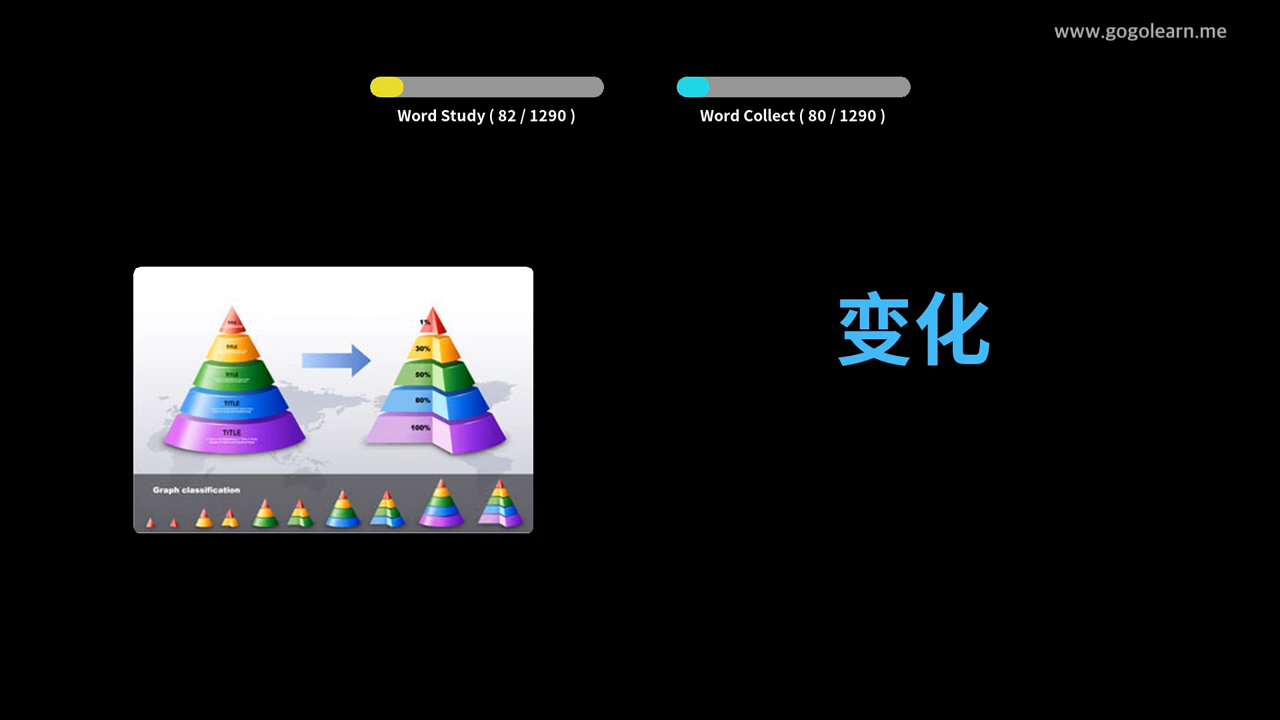 www.gogolearn.me
Word Study ( 82 / 1290 )
Word Collect ( 80 / 1290 )
变化
TITLE
TITLE
TITLE
TITLE
1%
30%
50%
80%
100%
Graph classification